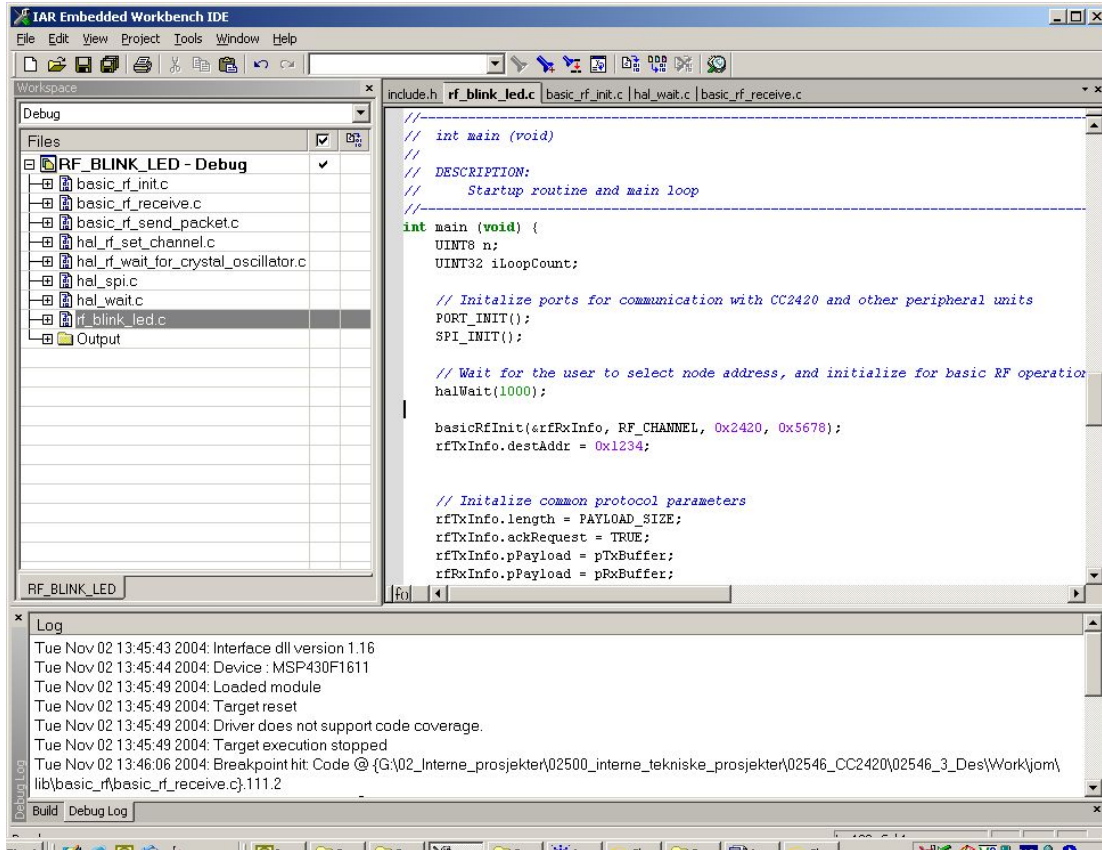 IAR Embedded Workbench IDE
File Edit View Project Tools Window Help
Workspace
Debug
Files
RF_BLINK_LED - Debug
basic_rf_init.c
basic_rf_receive.c
basic_rf_send_packet.c
hal_rf_set_channel.c
hal_rf_wait_for_crystal_oscillator.c
hal_spi.c
hal_wait.c
rf_blink_led.c
Output
RF_BLINK_LED
include.h rf_blink_led.c basic_rf_init.c | hal_wait.c | basic_rf_receive.c
//----------------------------------------------------------------
// int main (void)
//
// DESCRIPTION:
// Startup routine and main loop
//----------------------------------------------------------------
int main (void) {
UINT8 n;
UINT32 iLoopCount;
// Initalize ports for communication with CC2420 and other peripheral units
PORT_INIT();
SPI_INIT();
// Wait for the user to select node address, and initialize for basic RF operation
halWait(1000);
basicRfInit(&rfRxInfo, RF_CHANNEL, 0x2420, 0x5678);
rfTxInfo.destAddr = 0x1234;
// Initalize common protocol parameters
rfTxInfo.length = PAYLOAD_SIZE;
rfTxInfo.ackRequest = TRUE;
rfTxInfo.pPayload = pTxBuffer;
rfRxInfo.pPayload = pRxBuffer;
fo
Log
Tue Nov 02 13:45:43 2004: Interface dll version 1.16
Tue Nov 02 13:45:44 2004: Device : MSP430F1611
Tue Nov 02 13:45:49 2004: Loaded module
Tue Nov 02 13:45:49 2004: Target reset
Tue Nov 02 13:45:49 2004: Driver does not support code coverage.
Tue Nov 02 13:45:49 2004: Target execution stopped
Tue Nov 02 13:46:06 2004: Breakpoint hit: Code @ {G:\02_Interne_prosjekter\02500_interne_tekniske_prosjekter\02546_CC2420\02546_3_Des\Work\jom\
lib\basic_rf\basic_rf_receive.c}.111.2
Debug Log
Build Debug Log